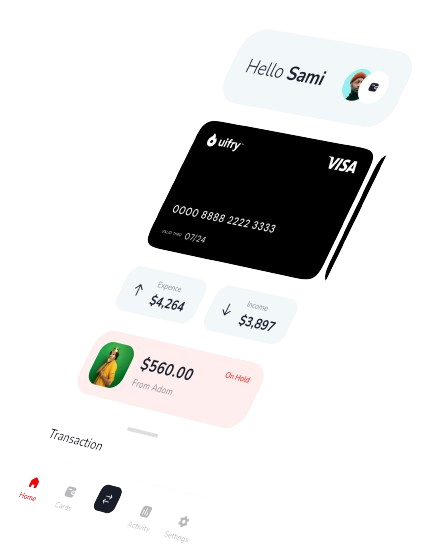 Hello Sami
uifry
VISA
0000 8888 2222 3333
VALID THRU 07/24
Expence
$4,264
Income
$3,897
$560.00
From Adom
On Hold
Transaction
Home
Cards
Activity
Settings